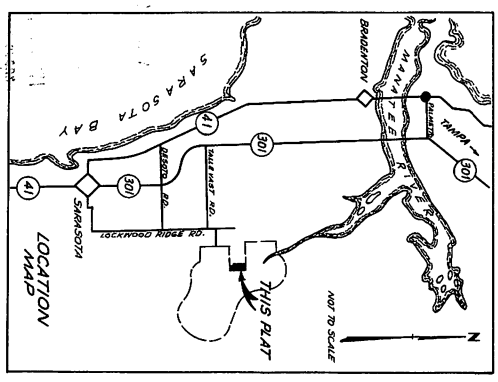 BRADENTON
MANATEE RIVER
PALMETTO
TAMPA
301
SARASOTA BAY
41
301
DESOTO RD.
TALLEVAST RD.
301
41
SARASOTA
LOCKWOOD RIDGE RD.
THIS PLAT
LOCATION
MAP
NOT TO SCALE
N